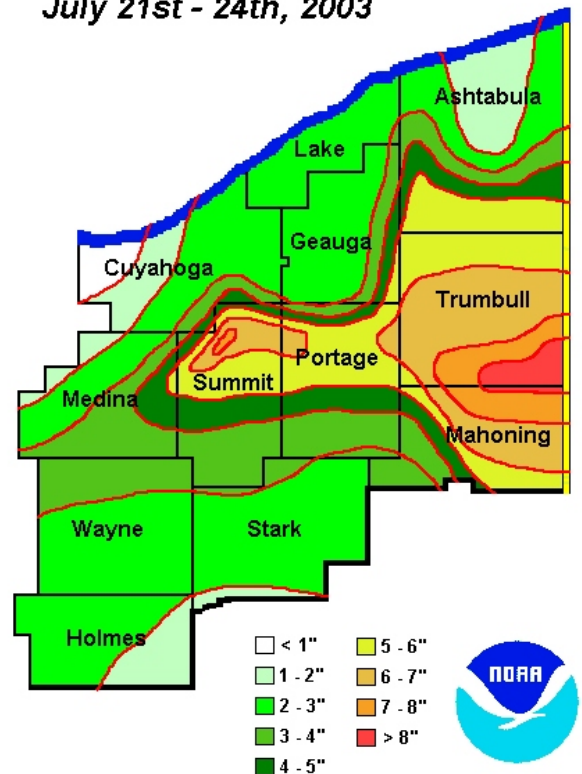 July 21st - 24th, 2003
Ashtabula
Lake
Geauga
Cuyahoga
Trumbull
Portage
Summit
Medina
Mahoning
Wayne
Stark
Holmes
< 1"
1 - 2"
2 - 3"
3 - 4"
4 - 5"
5 - 6"
6 - 7"
7 - 8"
> 8"
NOAA